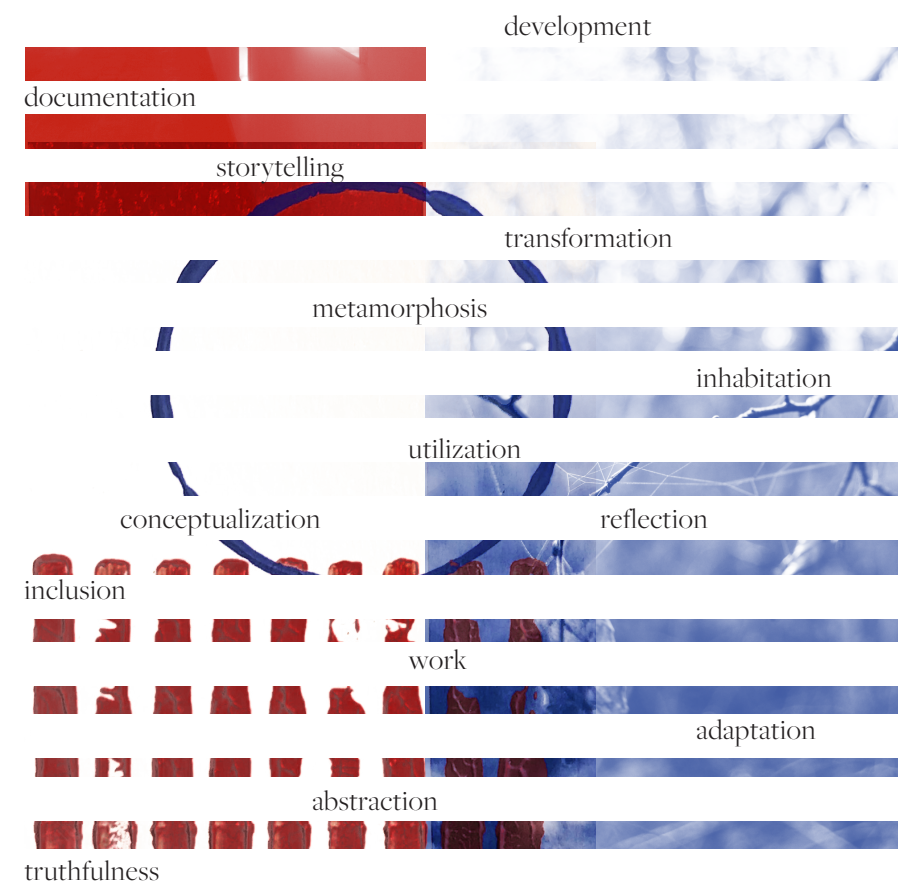 development
documentation
storytelling
transformation
metamorphosis
inhabitation
utilization
conceptualization reflection
inclusion
work
adaptation
abstraction
truthfulness